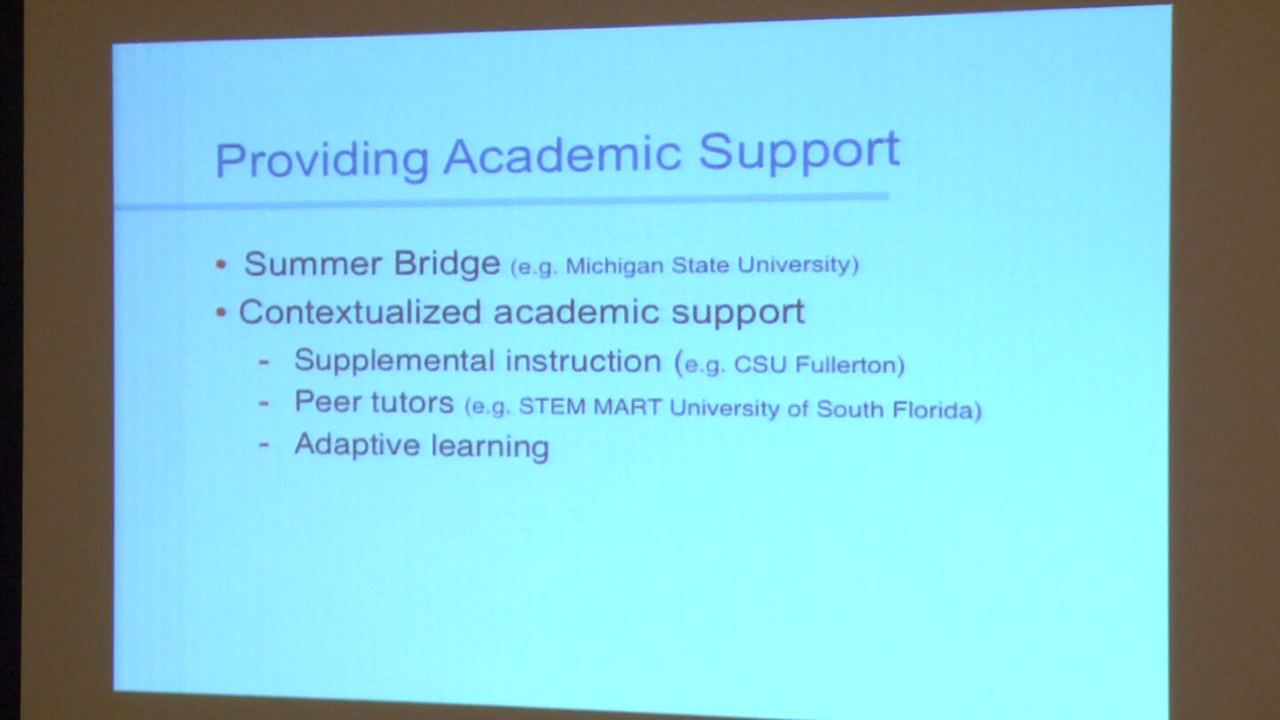 Providing Academic Support
• Summer Bridge (e.g. Michigan State University)
• Contextualized academic support
- Supplemental instruction (e.g. CSU Fullerton)
- Peer tutors (e.g. STEM MART University of South Florida)
- Adaptive learning